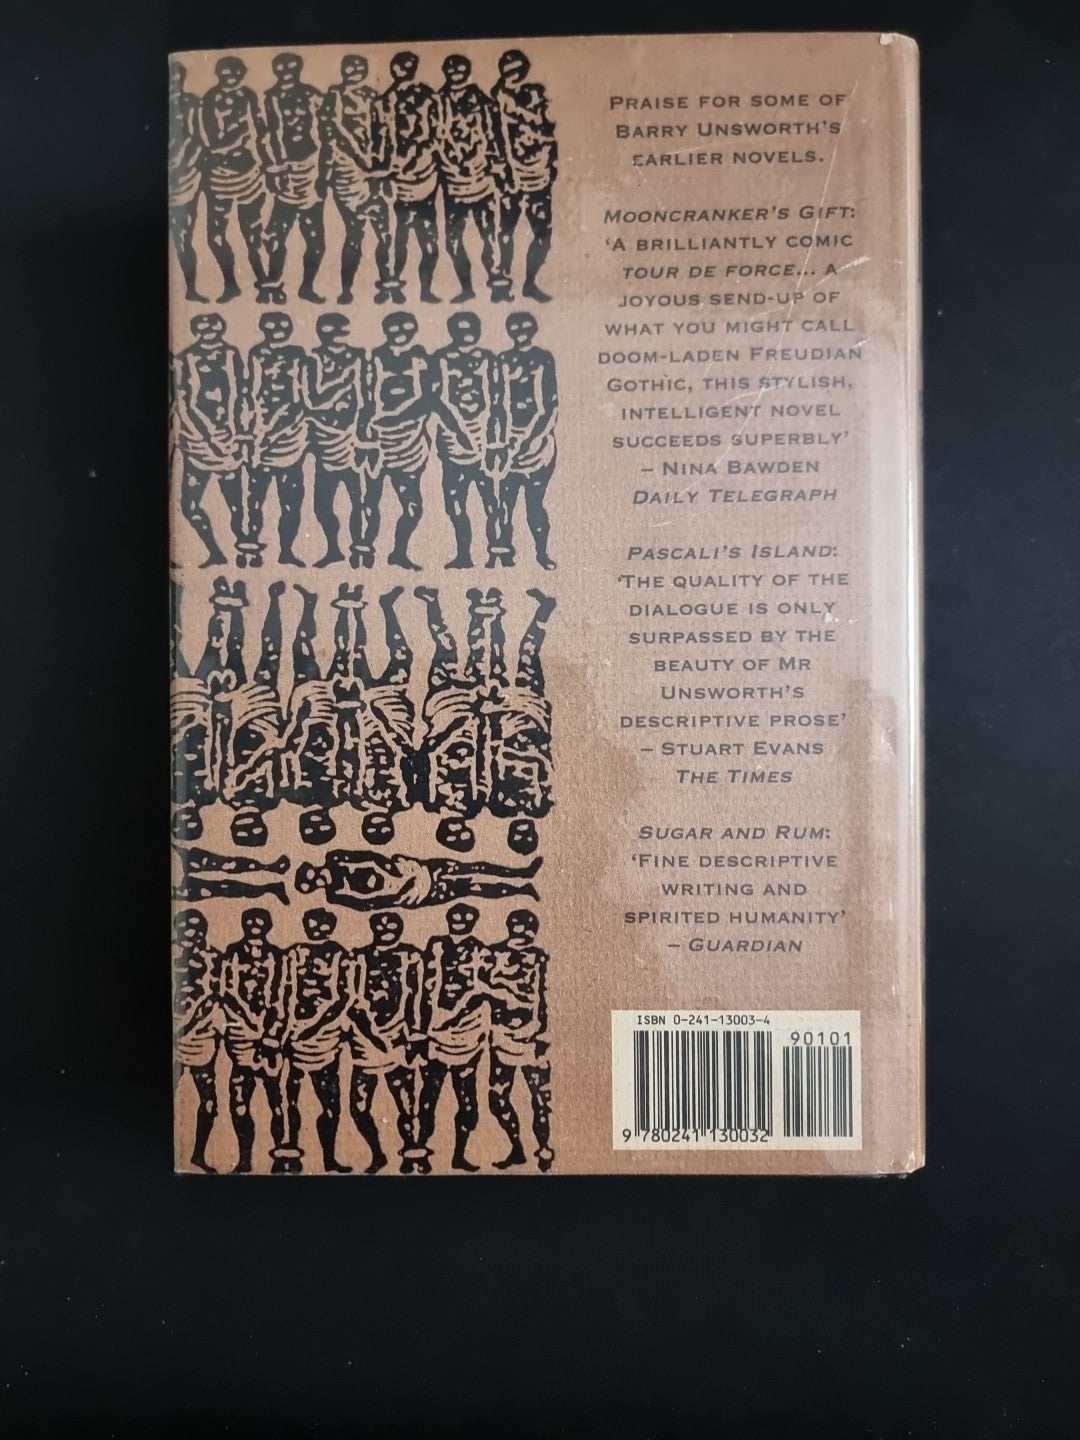 PRAISE FOR SOME OF
BARRY UNSWORTH'S
EARLIER NOVELS.
MOONCRANKER'S GIFT:
'A BRILLIANTLY COMIC
TOUR DE FORCE... A
JOYOUS SEND-UP OF
WHAT YOU MIGHT CALL
DOOM-LADEN FREUDIAN
GOTHIC, THIS STYLISH,
INTELLIGENT NOVEL
SUCCEEDS SUPERBLY'
– NINA BAWDEN
DAILY TELEGRAPH
PASCALI'S ISLAND:
'THE QUALITY OF THE
DIALOGUE IS ONLY
SURPASSED BY THE
BEAUTY OF MR
UNSWORTH'S
DESCRIPTIVE PROSE'
– STUART EVANS
THE TIMES
SUGAR AND RUM:
'FINE DESCRIPTIVE
WRITING AND
SPIRITED HUMANITY'
– GUARDIAN
ISBN 0-241-13003-4
90101
9 780241 130032